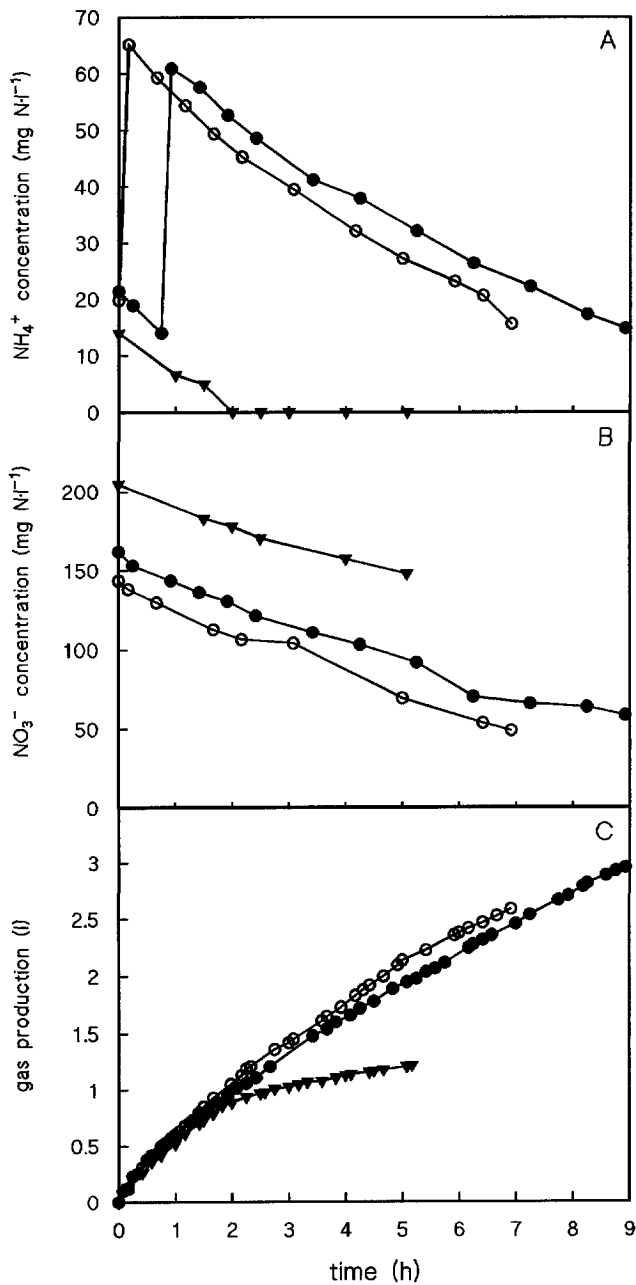 A
NH₄⁺ concentration (mg N·l⁻¹)
70
60
50
40
30
20
10
0
B
NO₃⁻ concentration (mg N·l⁻¹)
200
150
100
50
0
C
gas production (l)
3
2.5
2
1.5
1
0.5
0
0 1 2 3 4 5 6 7 8 9
time (h)